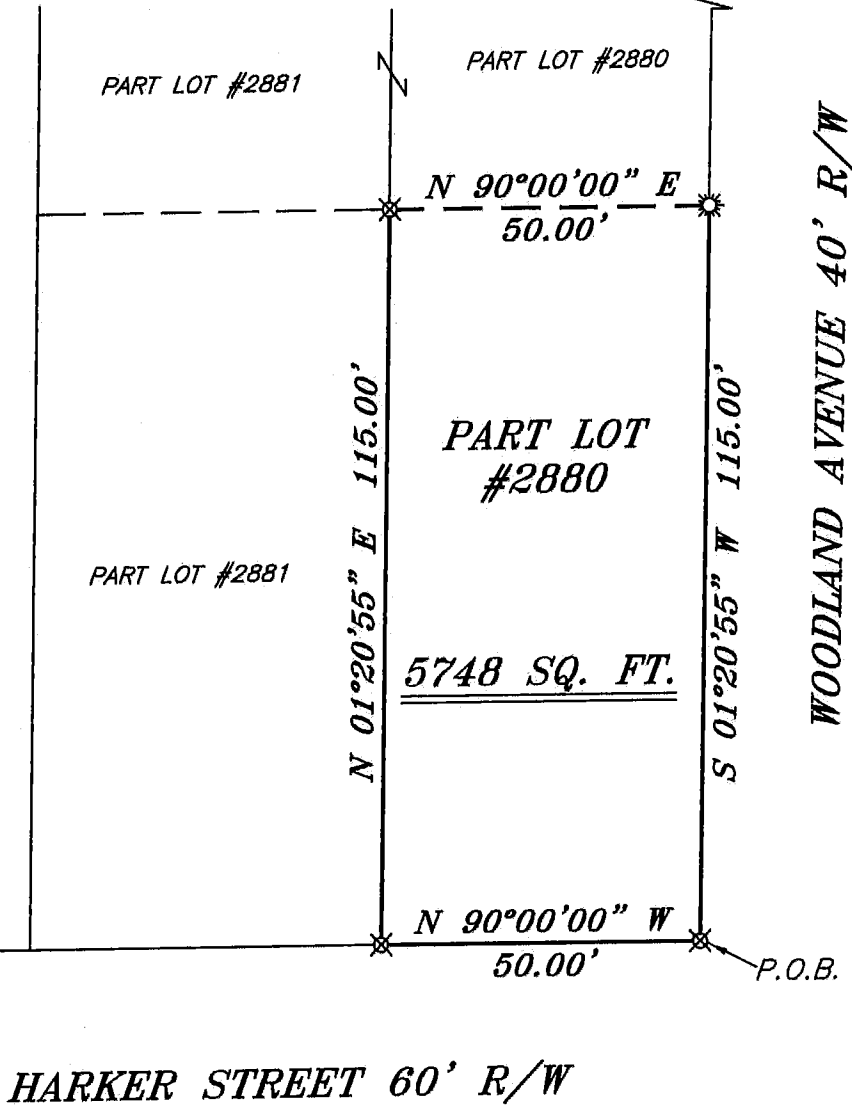 PART LOT #2881
PART LOT #2880
N 90°00'00" E
50.00'
WOODLAND AVENUE 40' R/W
N 01°20'55" E 115.00'
PART LOT
#2880
S 01°20'55" W 115.00'
PART LOT #2881
5748 SQ. FT.
N 90°00'00" W
50.00'
P.O.B.
HARKER STREET 60' R/W